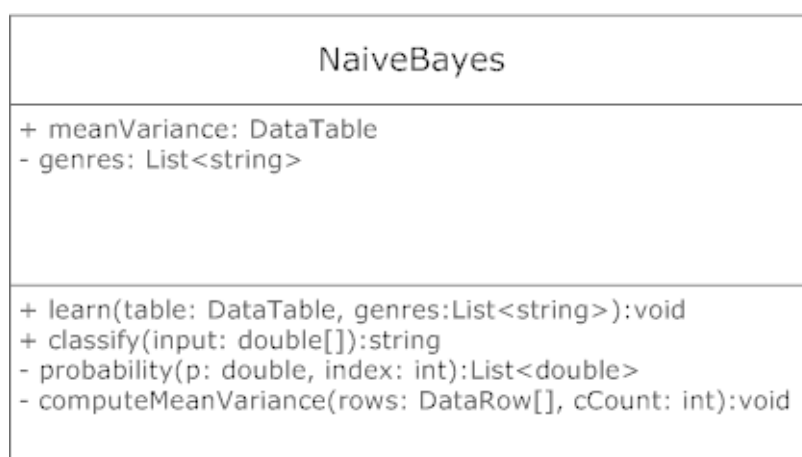 NaiveBayes
+ meanVariance: DataTable
- genres: List<string>
+ learn(table: DataTable, genres:List<string>):void
+ classify(input: double[]):string
- probability(p: double, index: int):List<double>
- computeMeanVariance(rows: DataRow[], cCount: int):void